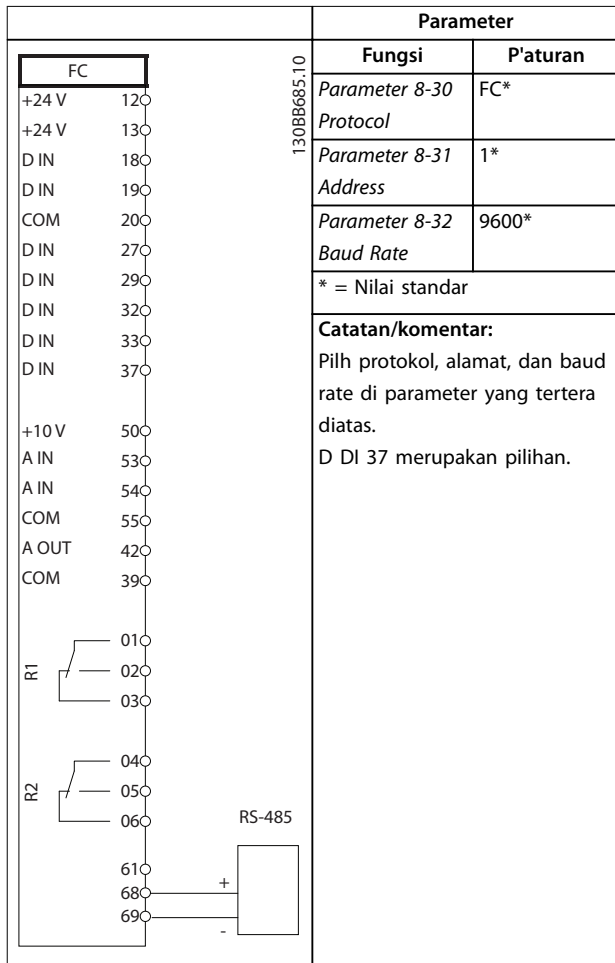 FC
+24 V 12
+24 V 13
D IN 18
D IN 19
COM 20
D IN 27
D IN 29
D IN 32
D IN 33
D IN 37
+10 V 50
A IN 53
A IN 54
COM 55
A OUT 42
COM 39
R1
01
02
03
R2
04
05
06
RS-485
61
68 +
69 -
130BB685.10
Parameter
Fungsi P'aturan
Parameter 8-30 FC*
Protocol
Parameter 8-31 1*
Address
Parameter 8-32 9600*
Baud Rate
* = Nilai standar
Catatan/komentar:
Pilh protokol, alamat, dan baud
rate di parameter yang tertera
diatas.
D DI 37 merupakan pilihan.